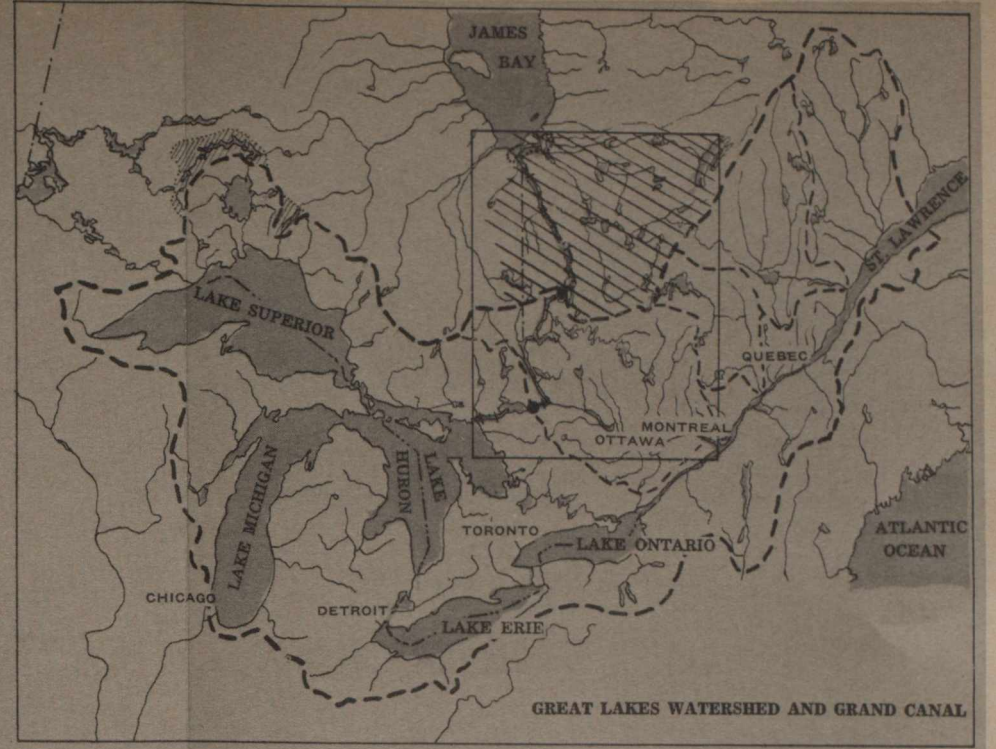 JAMES
BAY
ST. LAWRENCE
LAKE SUPERIOR
QUEBEC
MONTREAL
OTTAWA
LAKE MICHIGAN
LAKE
HURON
TORONTO
LAKE ONTARIO
ATLANTIC
OCEAN
CHICAGO
DETROIT
LAKE ERIE
GREAT LAKES WATERSHED AND GRAND CANAL